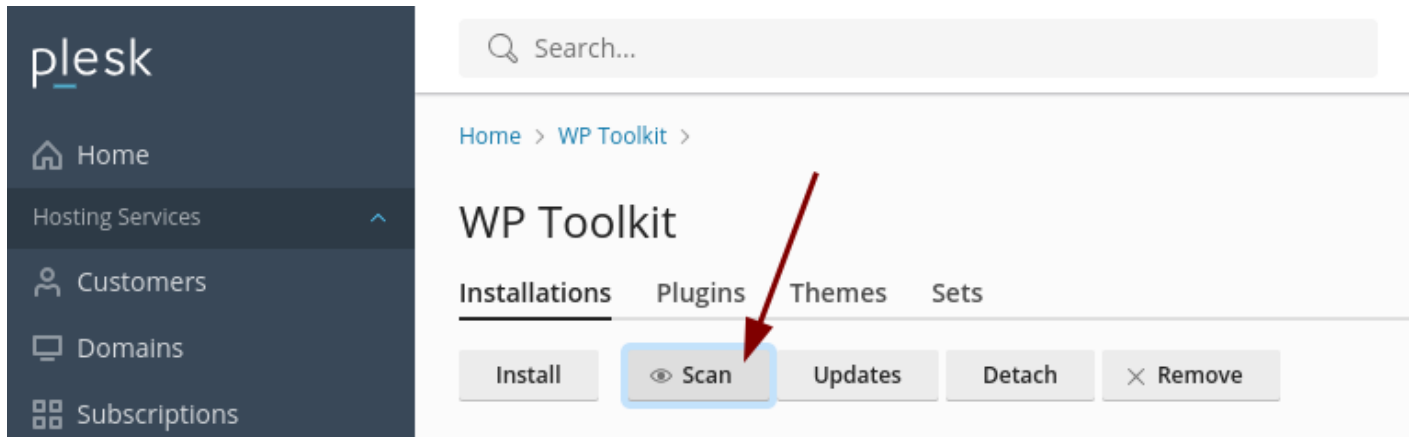 plesk
Search...
Home
Home > WP Toolkit >
Hosting Services
WP Toolkit
Customers
Installations Plugins Themes Sets
Domains
Install Scan Updates Detach Remove
Subscriptions